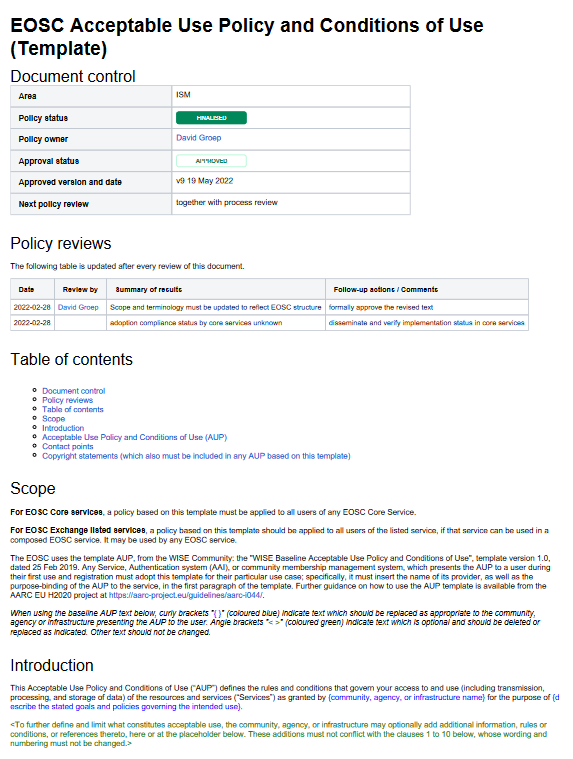 EOSC Acceptable Use Policy and Conditions of Use
(Template)
Document control
Area ISM
Policy status FINALISED
Policy owner David Groep
Approval status APPROVED
Approved version and date v9 19 May 2022
Next policy review together with process review
Policy reviews
The following table is updated after every review of this document.
Date Review by Summary of results Follow-up actions / Comments
2022-02-28 David Groep Scope and terminology must be updated to reflect EOSC structure formally approve the revised text
2022-02-28 adoption compliance status by core services unknown disseminate and verify implementation status in core services
Table of contents
Document control
Policy reviews
Table of contents
Scope
Introduction
Acceptable Use Policy and Conditions of Use (AUP)
Contact points
Copyright statements (which also must be included in any AUP based on this template)
Scope
For EOSC Core services, a policy based on this template must be applied to all users of any EOSC Core Service.
For EOSC Exchange listed services, a policy based on this template should be applied to all users of the listed service, if that service can be used in a
composed EOSC service. It may be used by any EOSC service.
The EOSC uses the template AUP, from the WISE Community: the "WISE Baseline Acceptable Use Policy and Conditions of Use", template version 1.0,
dated 25 Feb 2019. Any Service, Authentication system (AAI), or community membership management system, which presents the AUP to a user during
their first use and registration must adopt this template for their particular use case; specifically, it must insert the name of its provider, as well as the
purpose-binding of the AUP to the service, in the first paragraph of the template. Further guidance on how to use the AUP template is available from the
AARC EU H2020 project at https://aarc-project.eu/guidelines/aarc-i044/.
When using the baseline AUP text below, curly brackets "{ }" (coloured blue) indicate text which should be replaced as appropriate to the community,
agency or infrastructure presenting the AUP to the user. Angle brackets "< >" (coloured green) indicate text which is optional and should be deleted or
replaced as indicated. Other text should not be changed.
Introduction
This Acceptable Use Policy and Conditions of Use ("AUP") defines the rules and conditions that govern your access to and use (including transmission,
processing, and storage of data) of the resources and services ("Services") as granted by {community, agency, or infrastructure name} for the purpose of {d
escribe the stated goals and policies governing the intended use}.
<To further define and limit what constitutes acceptable use, the community, agency, or infrastructure may optionally add additional information, rules or
conditions, or references thereto, here or at the placeholder below. These additions must not conflict with the clauses 1 to 10 below, whose wording and
numbering must not be changed.>